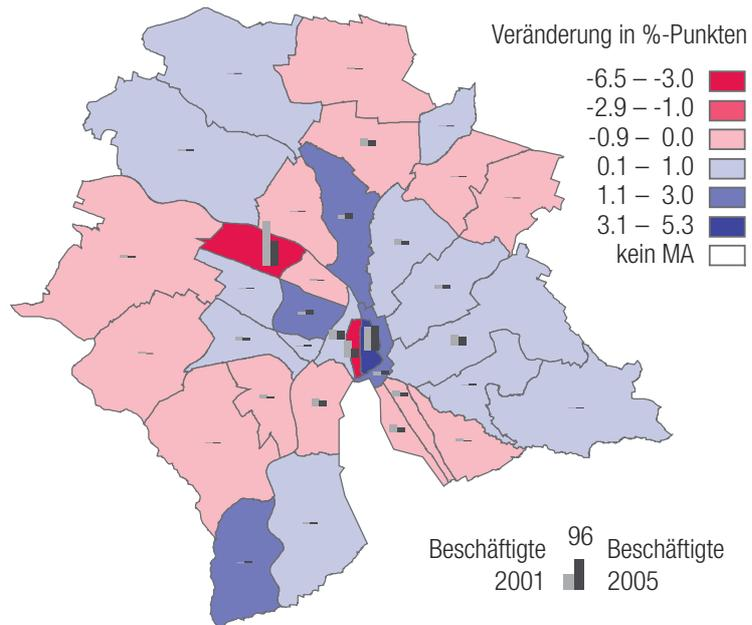 Veränderung in %-Punkten
-6.5 – -3.0
-2.9 – -1.0
-0.9 – 0.0
0.1 – 1.0
1.1 – 3.0
3.1 – 5.3
kein MA
96
Beschäftigte Beschäftigte
2001 2005